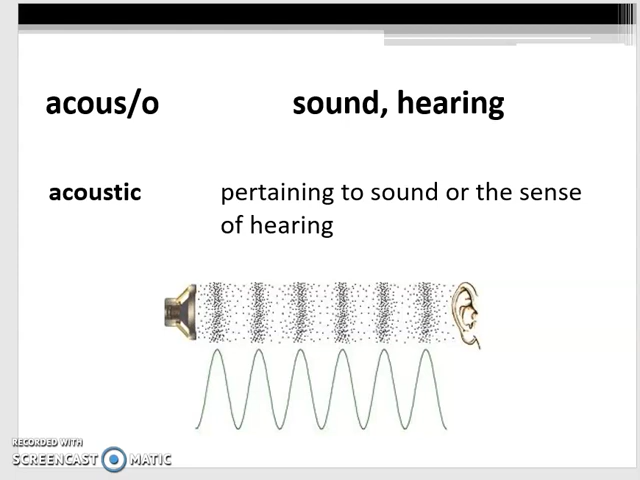 acous/o sound, hearing
acoustic pertaining to sound or the sense
of hearing
RECORDED WITH
SCREENCAST MATIC